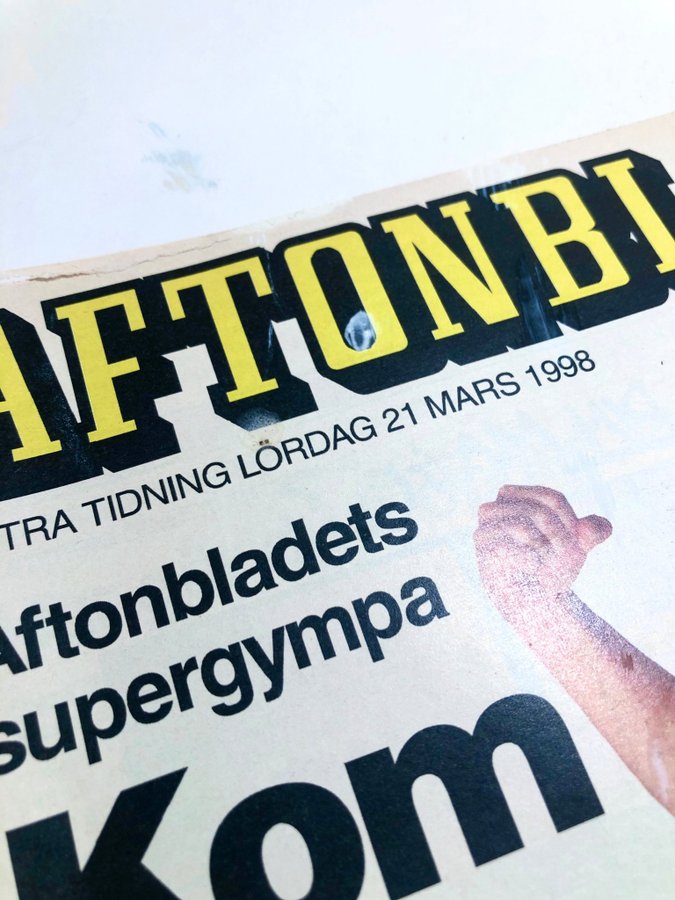 AFTONBL
TRA TIDNING LÖRDAG 21 MARS 1998
Aftonbladets
supergympa
Kom